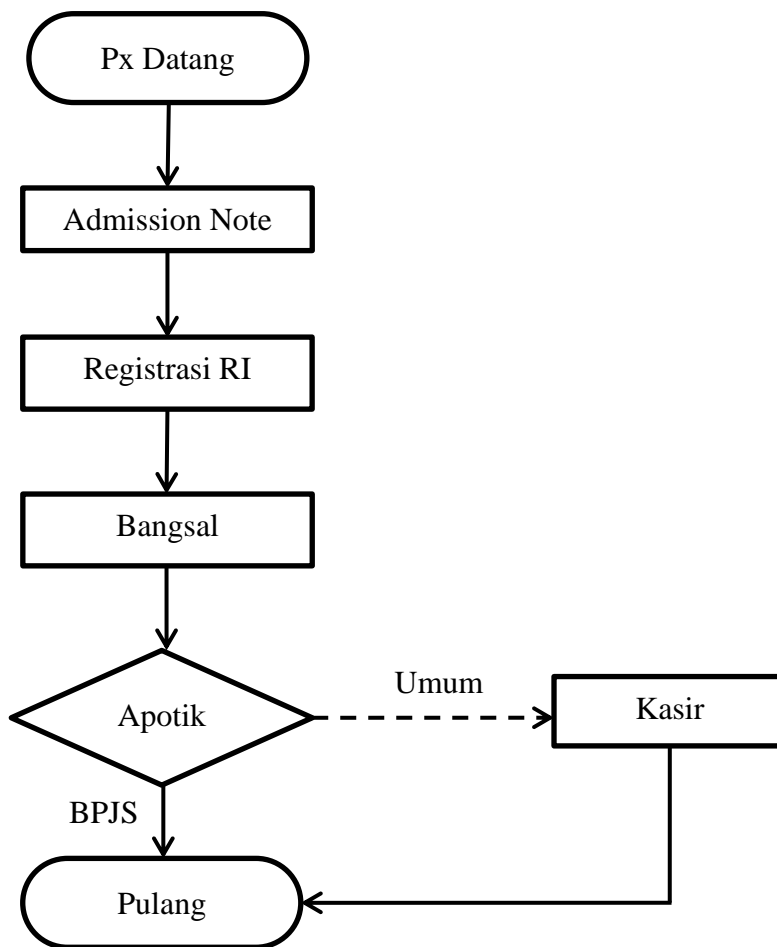 Px Datang
Admission Note
Registrasi RI
Bangsal
Apotik
Umum
Kasir
BPJS
Pulang